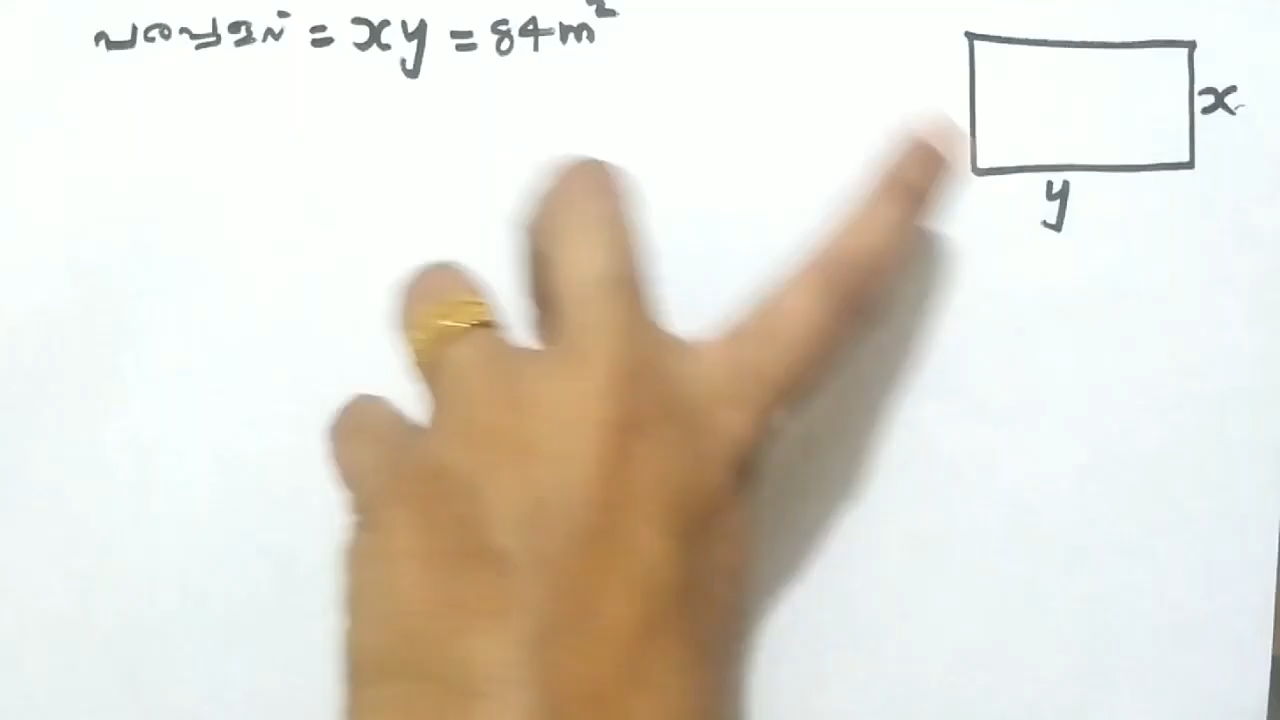 പരപ്പളവ് = xy = 84m²
x
y